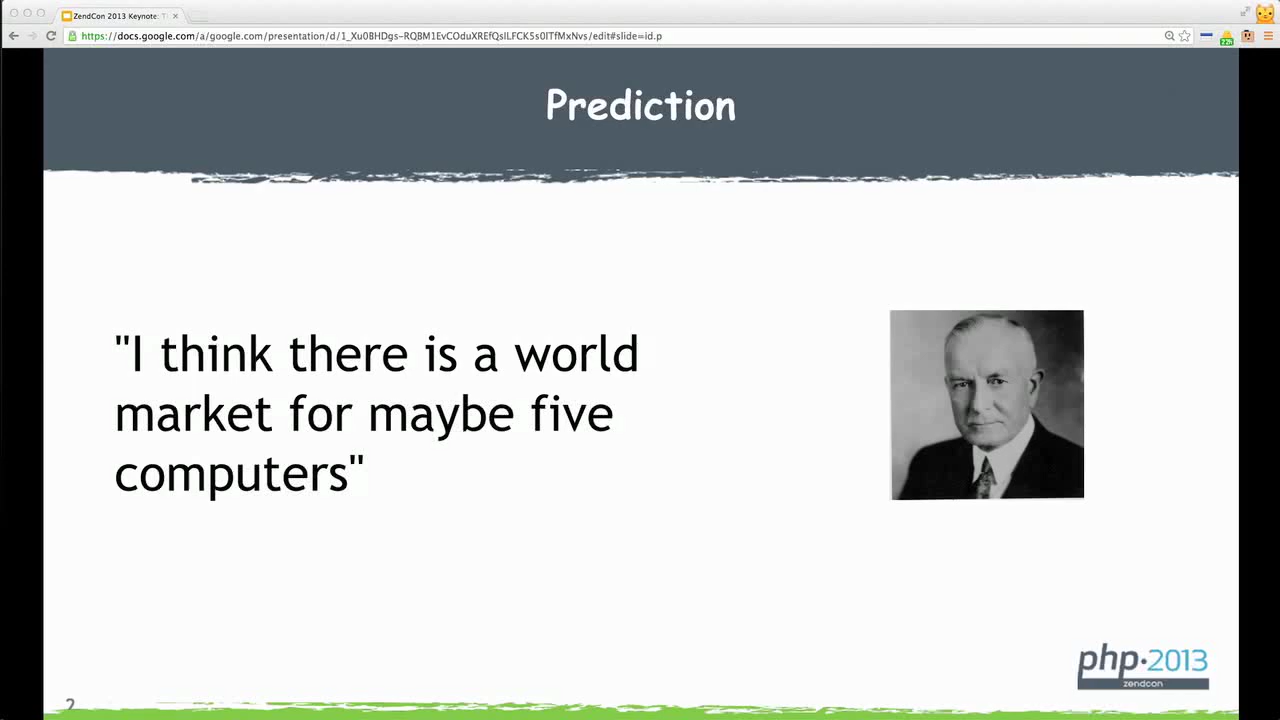 ZendCon 2013 Keynote: T
https://docs.google.com/a/google.com/presentation/d/1_Xu0BHDgs-RQBM1EvCOduXREfQsILFCK5s0ITfMxNvs/edit#slide=id.p
Prediction
"I think there is a world
market for maybe five
computers"
php·2013
zendcon
2